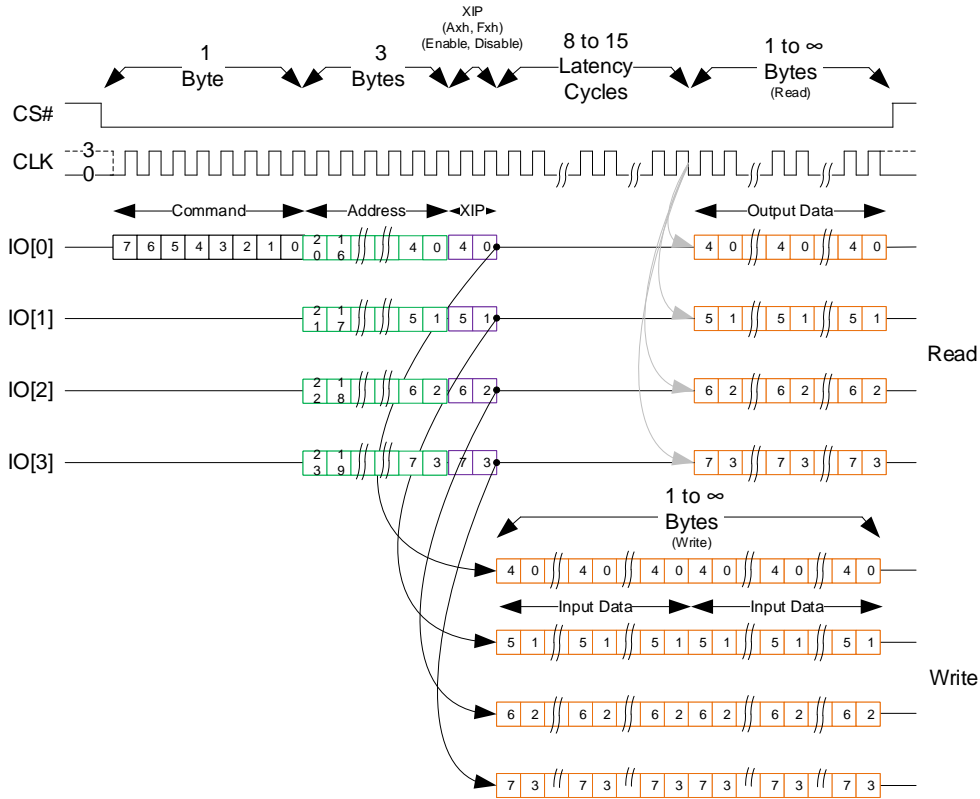 XIP
(Axh, Fxh)
(Enable, Disable)
1
Byte
3
Bytes
8 to 15
Latency
Cycles
1 to ∞
Bytes
(Read)
CS#
CLK 3
0
Command Address XIP Output Data
IO[0] 7 6 5 4 3 2 1 0 20 16 4 0 4 0 4 0 4 0 4 0
IO[1] 21 17 5 1 5 1 5 1 5 1 5 1
Read
IO[2] 22 18 6 2 6 2 6 2 6 2 6 2
IO[3] 23 19 7 3 7 3 7 3 7 3 7 3
1 to ∞
Bytes
(Write)
4 0 4 0 4 0 4 0 4 0 4 0
Input Data Input Data
5 1 5 1 5 1 5 1 5 1 5 1
Write
6 2 6 2 6 2 6 2 6 2 6 2
7 3 7 3 7 3 7 3 7 3 7 3